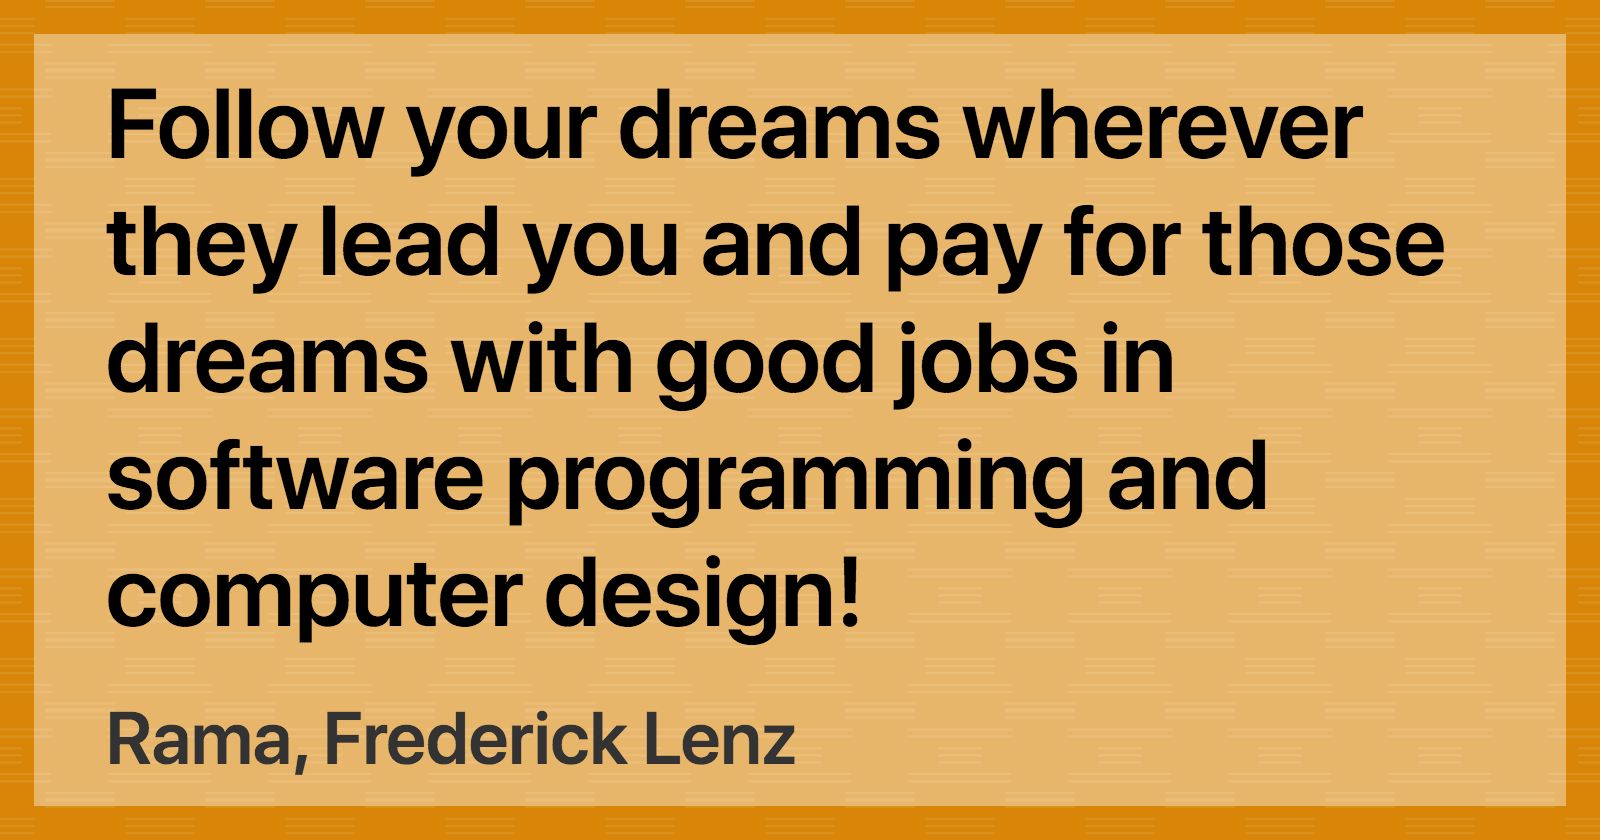 Follow your dreams wherever
they lead you and pay for those
dreams with good jobs in
software programming and
computer design!
Rama, Frederick Lenz